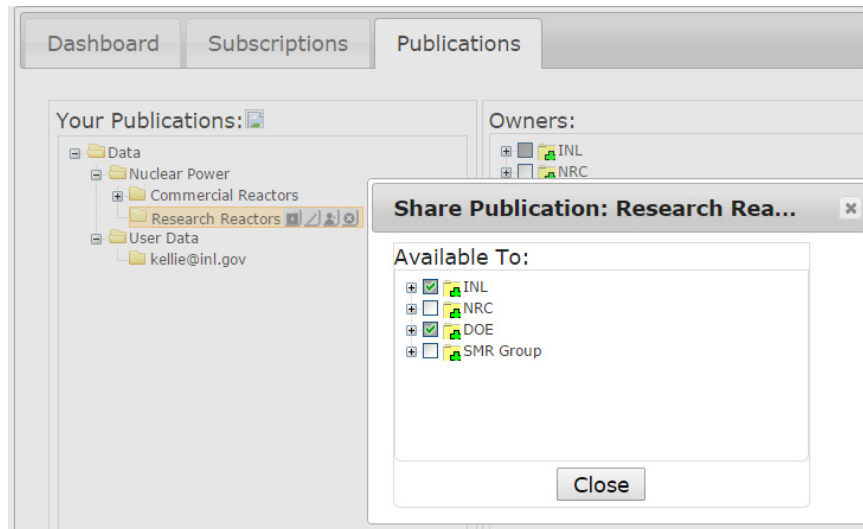 Dashboard
Subscriptions
Publications
Your Publications:
Data
Nuclear Power
Commercial Reactors
Research Reactors
User Data
kellie@inl.gov
Owners:
INL
NRC
Share Publication: Research Rea...
Available To:
INL
NRC
DOE
SMR Group
Close